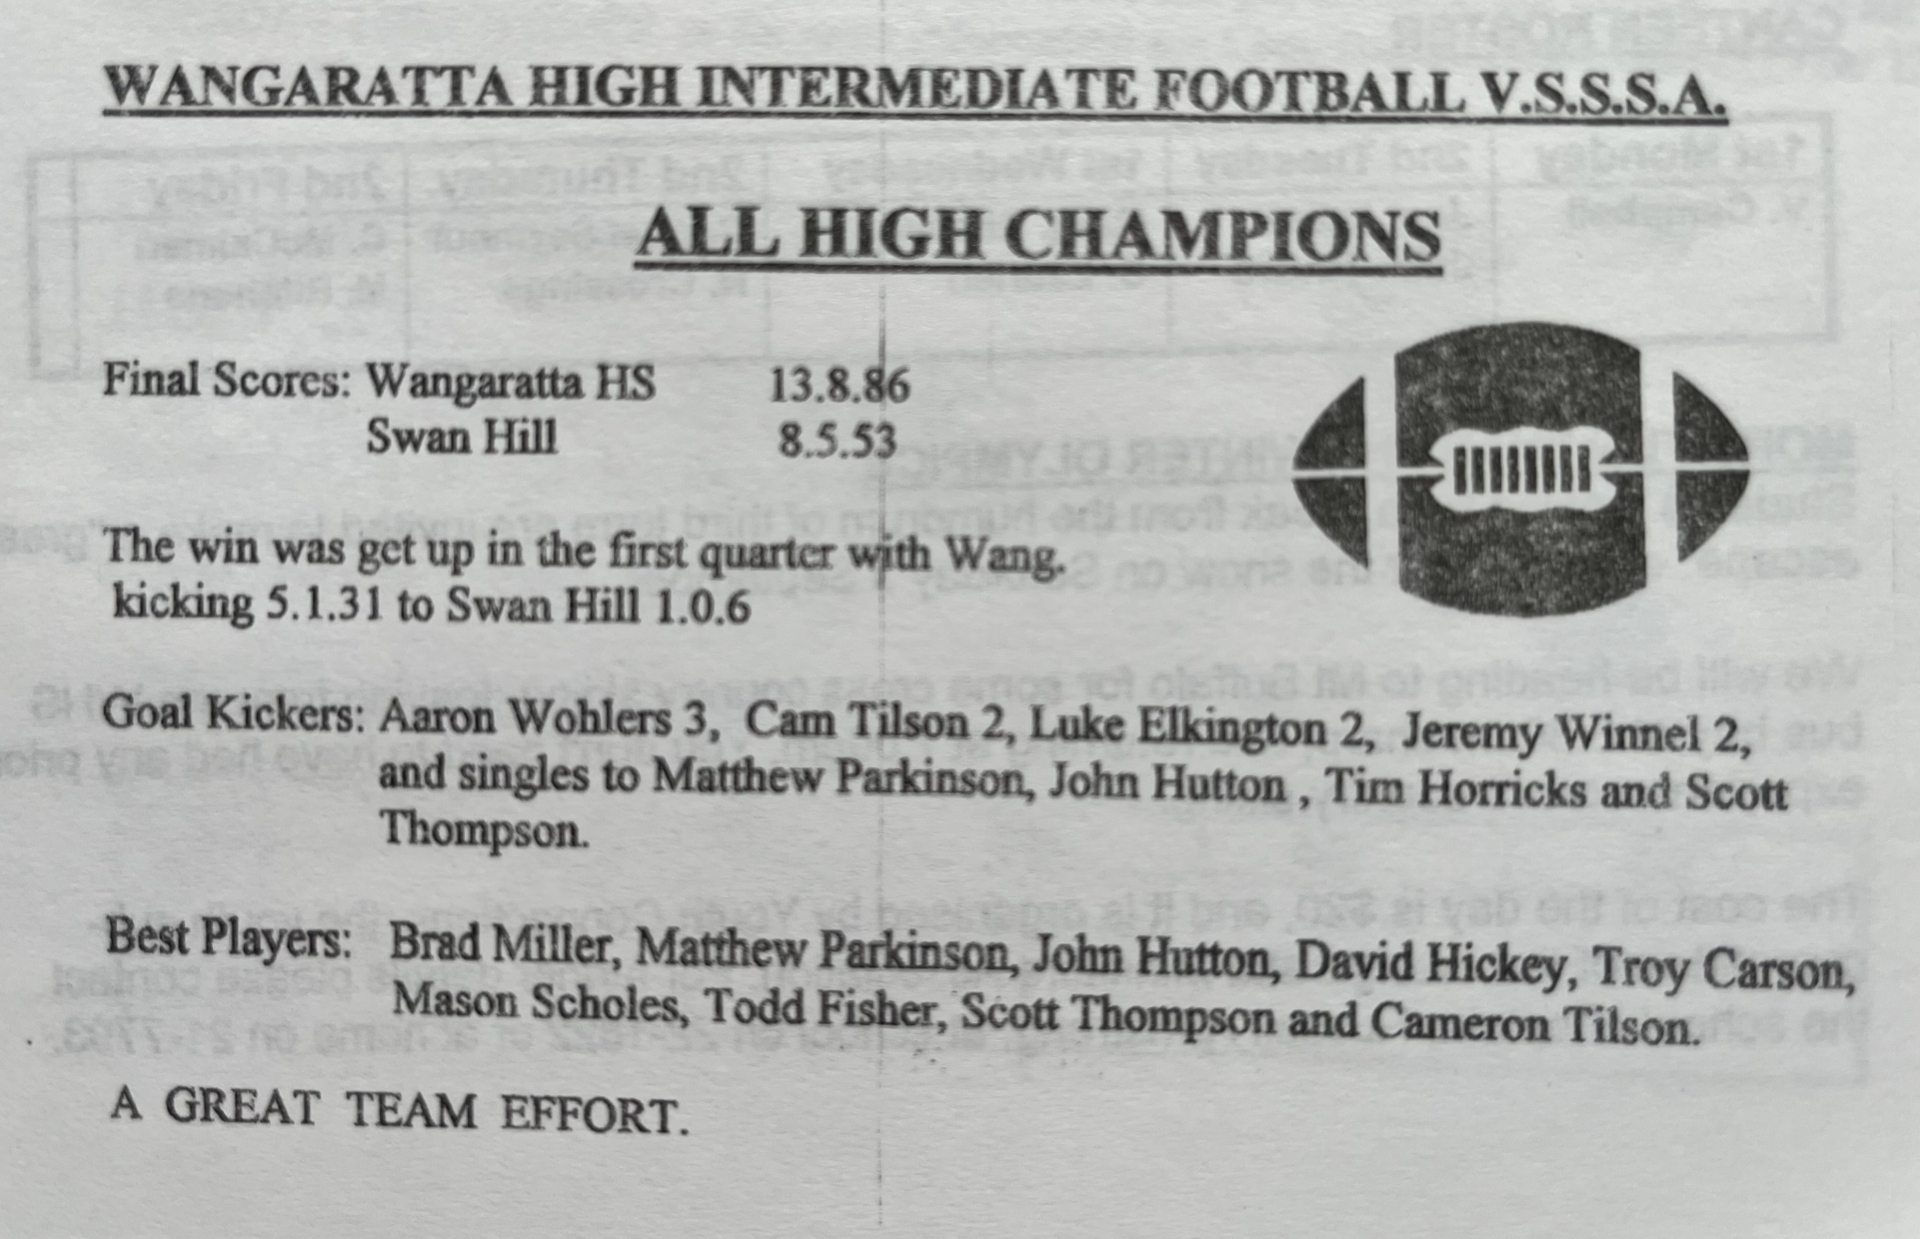 WANGARATTA HIGH INTERMEDIATE FOOTBALL V.S.S.S.A.
ALL HIGH CHAMPIONS
Final Scores: Wangaratta HS 13.8.86
Swan Hill 8.5.53
The win was get up in the first quarter with Wang.
kicking 5.1.31 to Swan Hill 1.0.6
Goal Kickers: Aaron Wohlers 3, Cam Tilson 2, Luke Elkington 2, Jeremy Winnel 2,
and singles to Matthew Parkinson, John Hutton , Tim Horricks and Scott
Thompson.
Best Players: Brad Miller, Matthew Parkinson, John Hutton, David Hickey, Troy Carson,
Mason Scholes, Todd Fisher, Scott Thompson and Cameron Tilson.
A GREAT TEAM EFFORT.